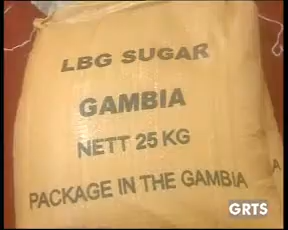 LBG SUGAR
GAMBIA
NETT 25 KG
PACKAGE IN THE GAMBIA
A
GRTS